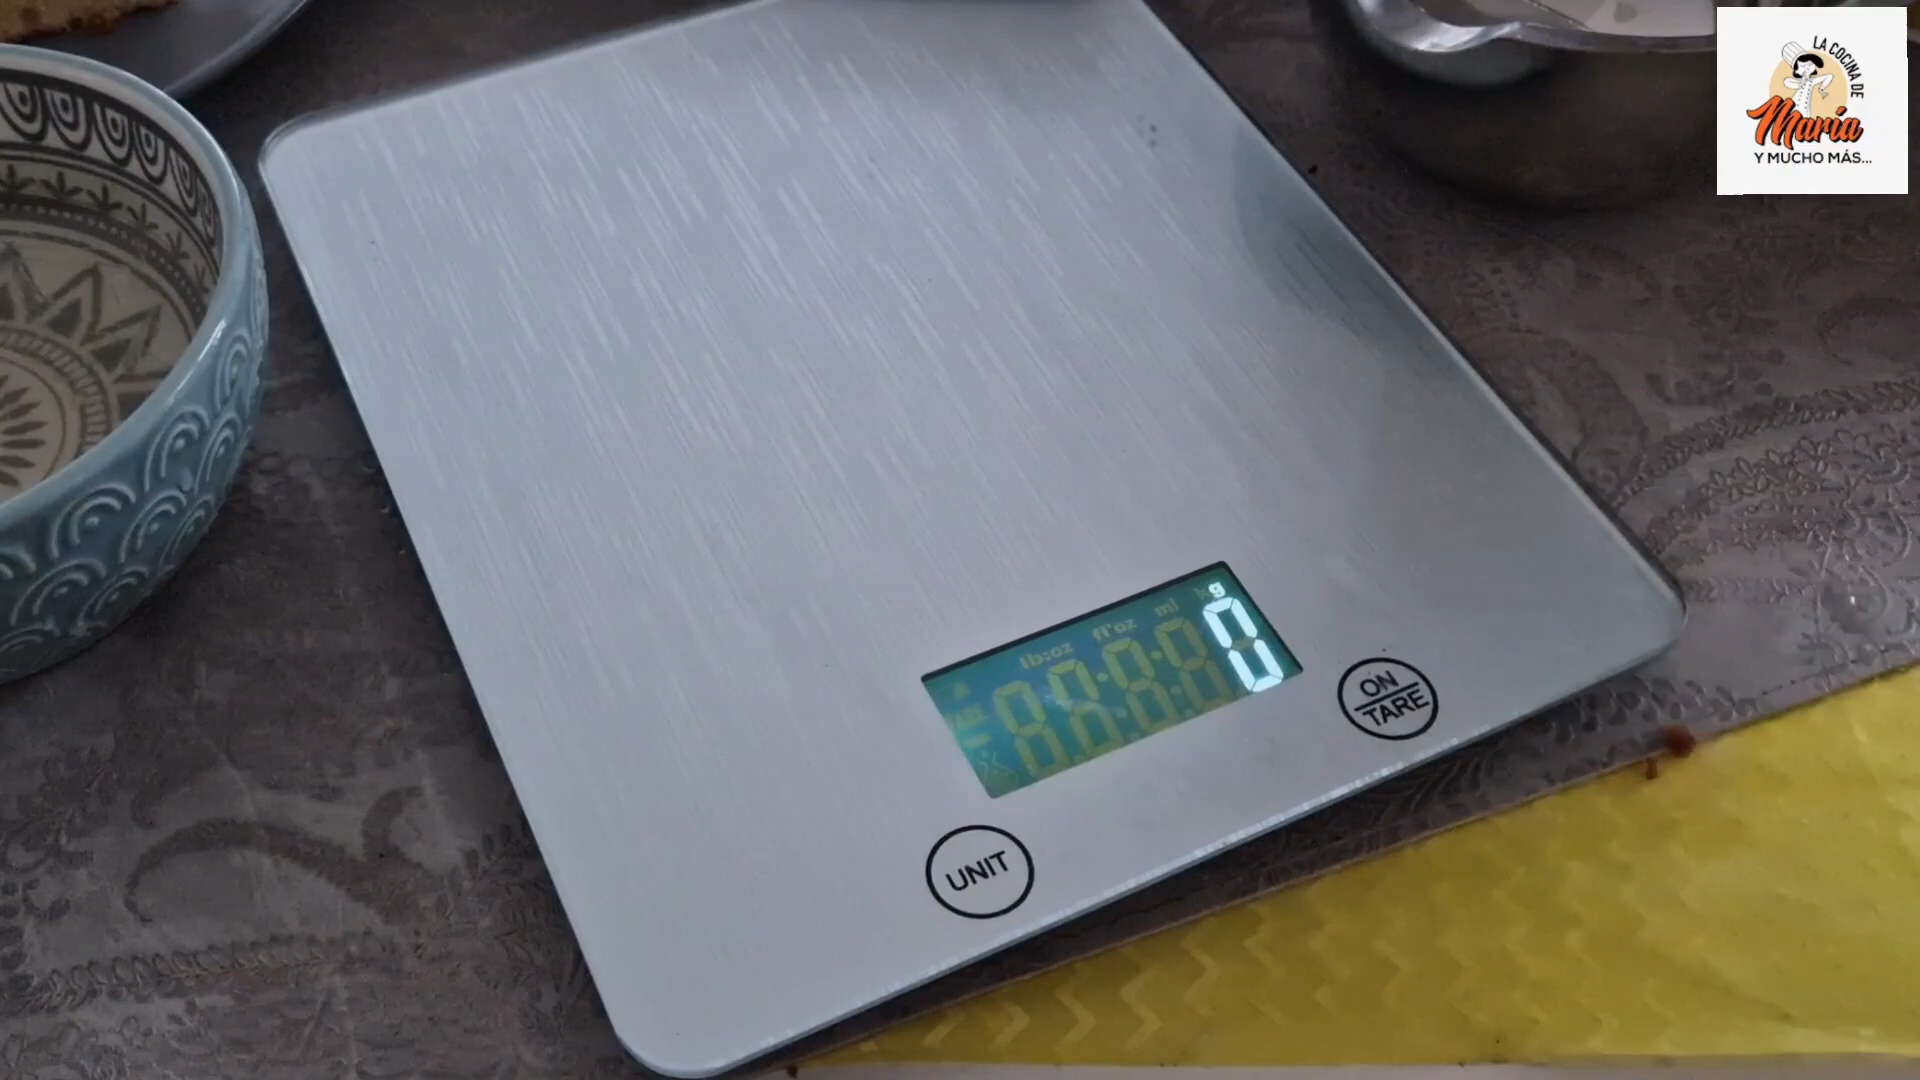 LA COCINA DE
María
Y MUCHO MÁS...
g
lb:oz
fl'oz
ml
0
ON
TARE
UNIT